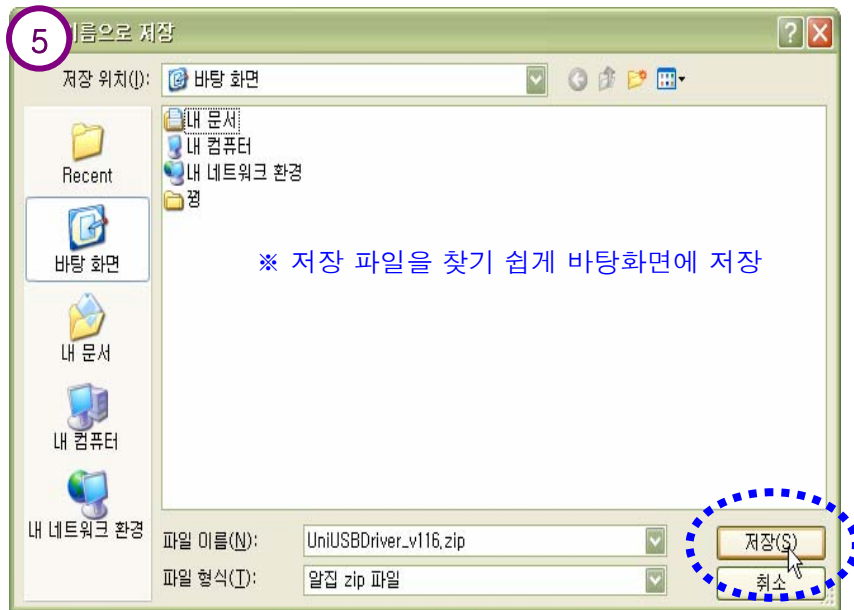 5
이름으로 저장
저장 위치(I):
바탕 화면
Recent
바탕 화면
내 문서
내 컴퓨터
내 네트워크 환경
내 문서
내 컴퓨터
내 네트워크 환경
꽝
※ 저장 파일을 찾기 쉽게 바탕화면에 저장
파일 이름(N):
UniUSBDriver_v116.zip
저장(S)
파일 형식(T):
알집 zip 파일
취소